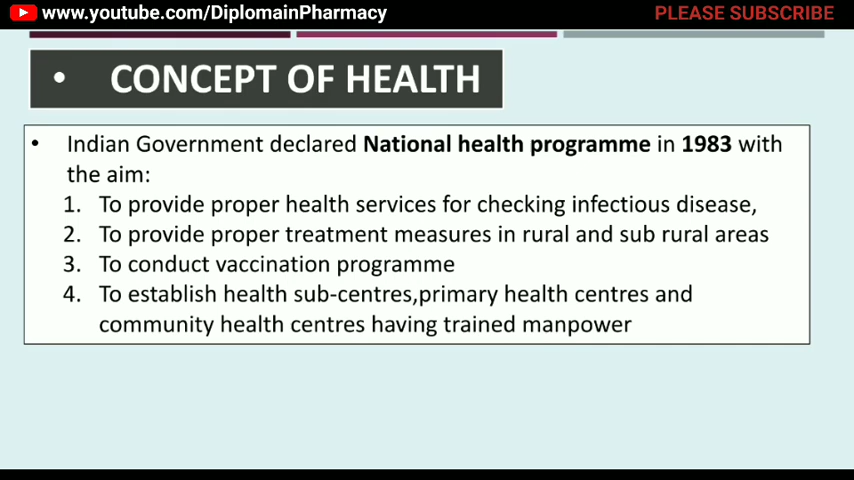 www.youtube.com/DiplomainPharmacy
PLEASE SUBSCRIBE
• CONCEPT OF HEALTH
• Indian Government declared National health programme in 1983 with
the aim:
1. To provide proper health services for checking infectious disease,
2. To provide proper treatment measures in rural and sub rural areas
3. To conduct vaccination programme
4. To establish health sub-centres,primary health centres and
community health centres having trained manpower